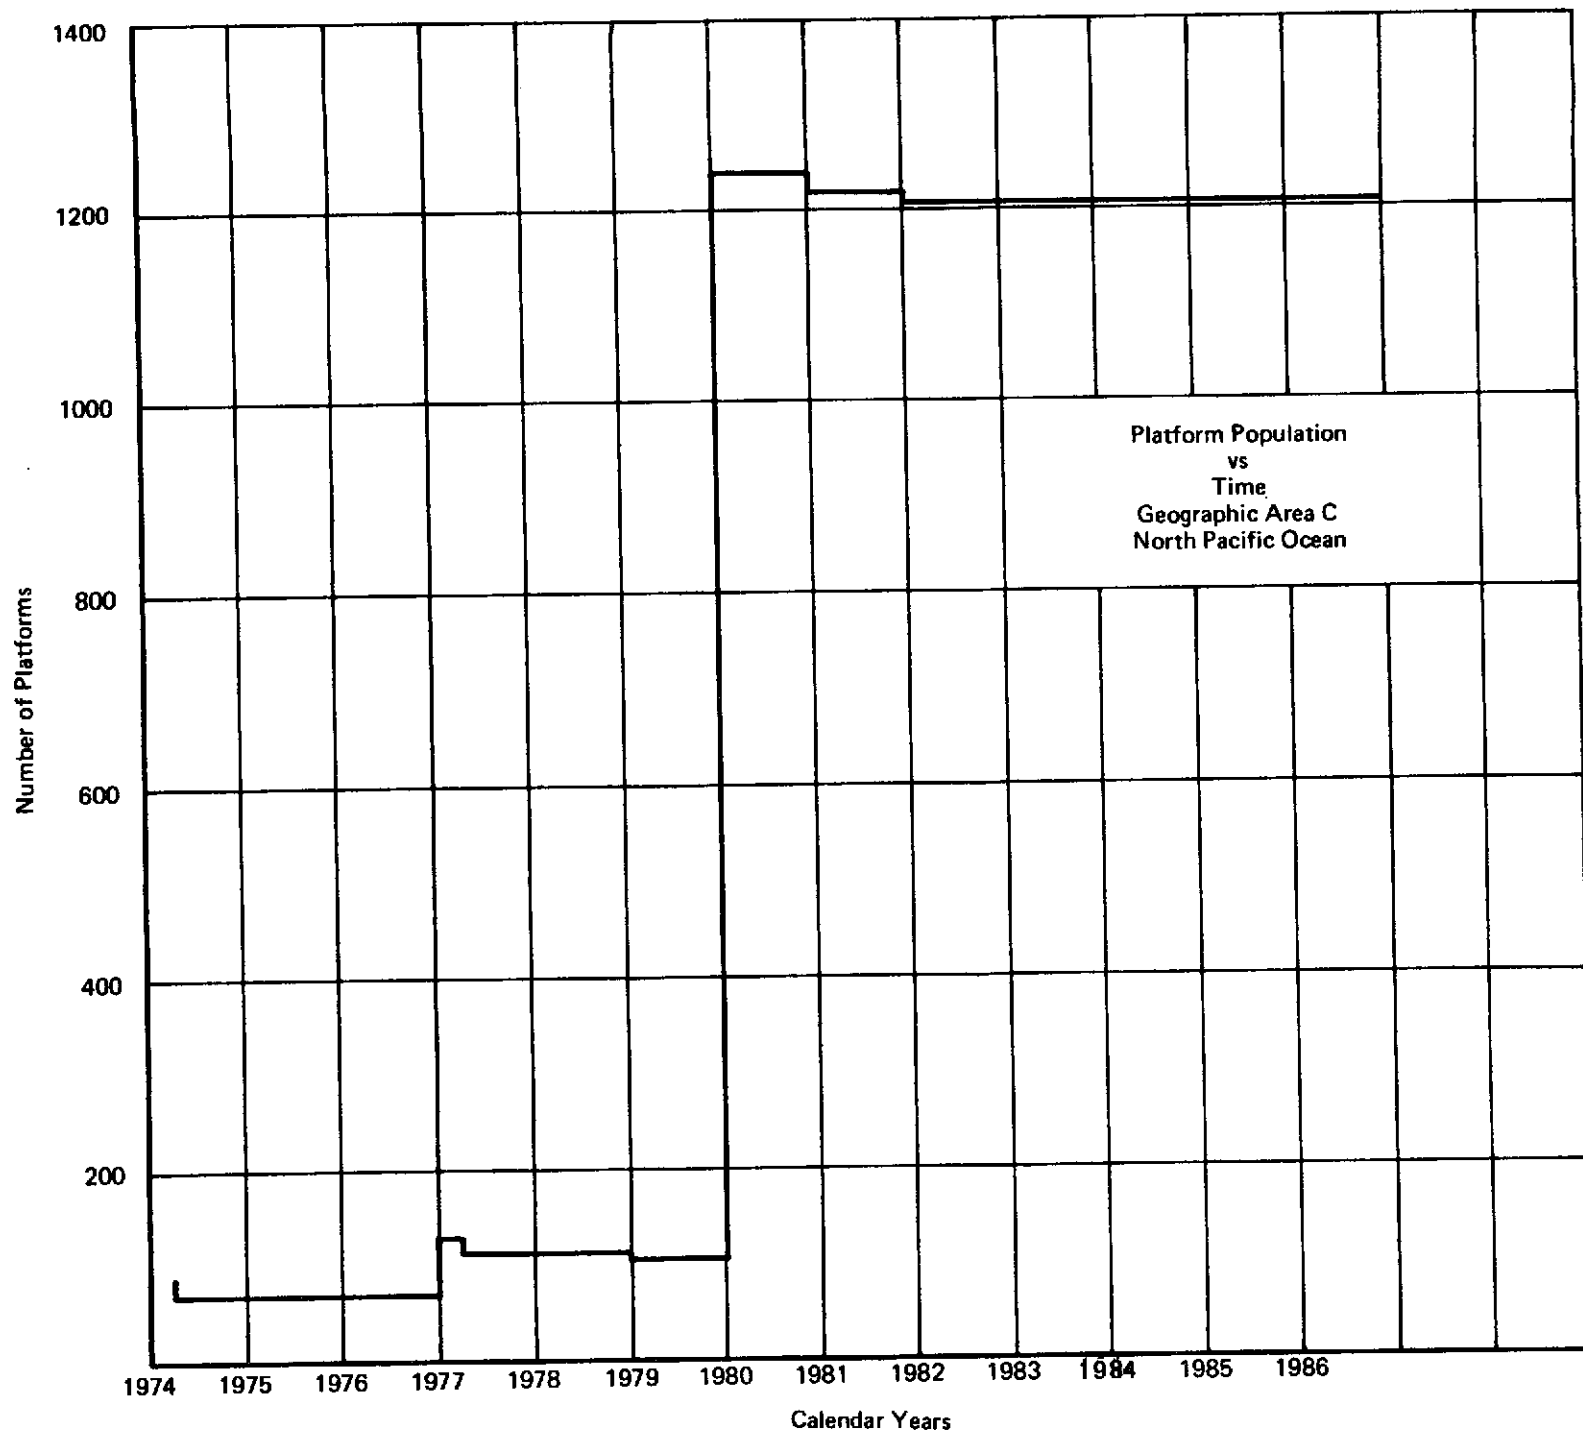 1400
1200
1000
800
600
400
200
Number of Platforms
Platform Population
vs
Time
Geographic Area C
North Pacific Ocean
1974 1975 1976 1977 1978 1979 1980 1981 1982 1983 1984 1985 1986
Calendar Years